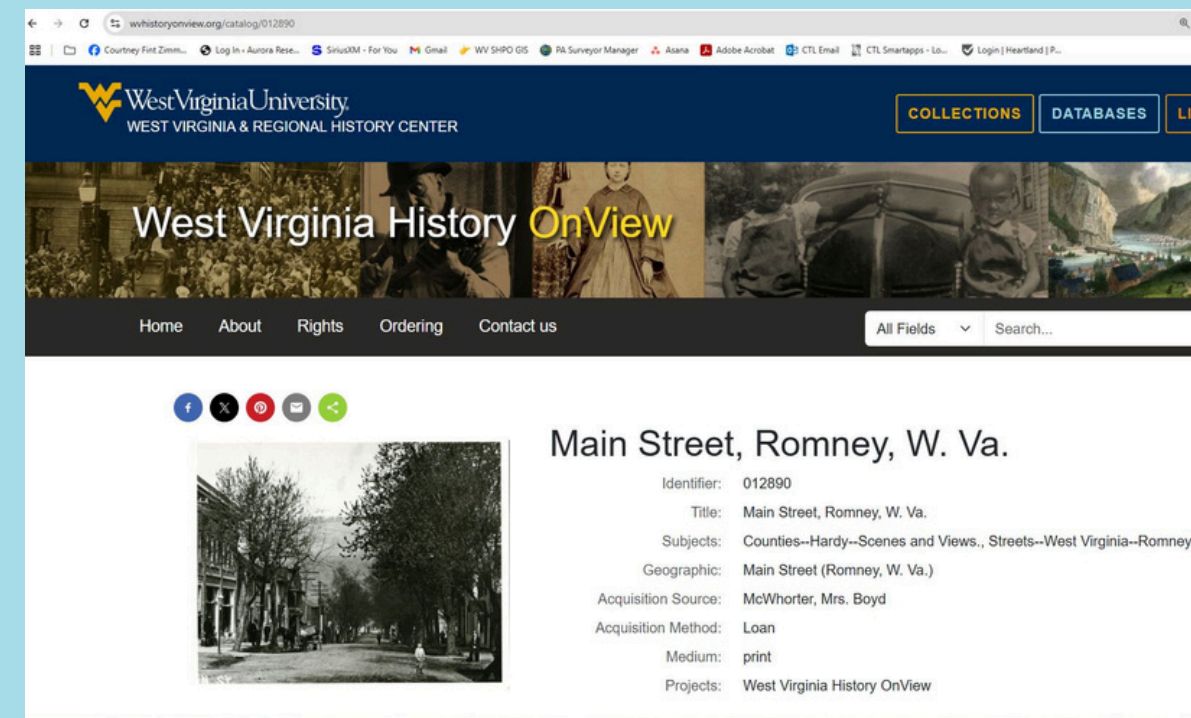 wvhistoryonview.org/catalog/012890
Courtney Fint Zimm... Log In ‹ Aurora Rese... SiriusXM - For You Gmail WV SHPO GIS PA Surveyor Manager Asana Adobe Acrobat CTL Email CTL Smartapps - Lo... Login | Heartland | P...
West Virginia University.
WEST VIRGINIA & REGIONAL HISTORY CENTER
COLLECTIONS DATABASES
West Virginia History OnView
Home About Rights Ordering Contact us All Fields Search...
Main Street, Romney, W. Va.
Identifier: 012890
Title: Main Street, Romney, W. Va.
Subjects: Counties--Hardy--Scenes and Views., Streets--West Virginia--Romney
Geographic: Main Street (Romney, W. Va.)
Acquisition Source: McWhorter, Mrs. Boyd
Acquisition Method: Loan
Medium: print
Projects: West Virginia History OnView